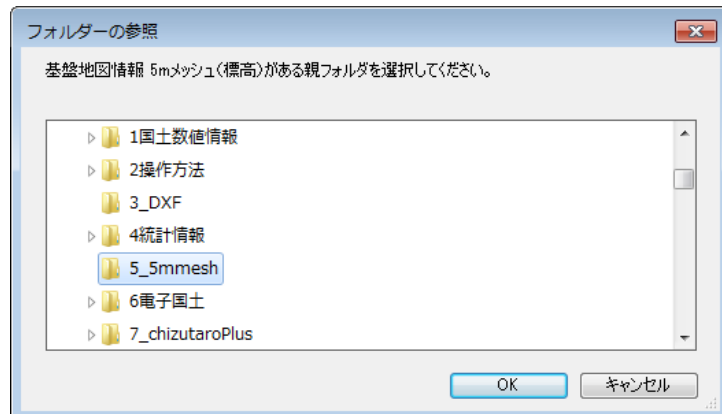 フォルダーの参照
基盤地図情報 5mメッシュ(標高)がある親フォルダを選択してください。
1国土数値情報
2操作方法
3_DXF
4統計情報
5_5mmesh
6電子国土
7_chizutaroPlus
OK
キャンセル